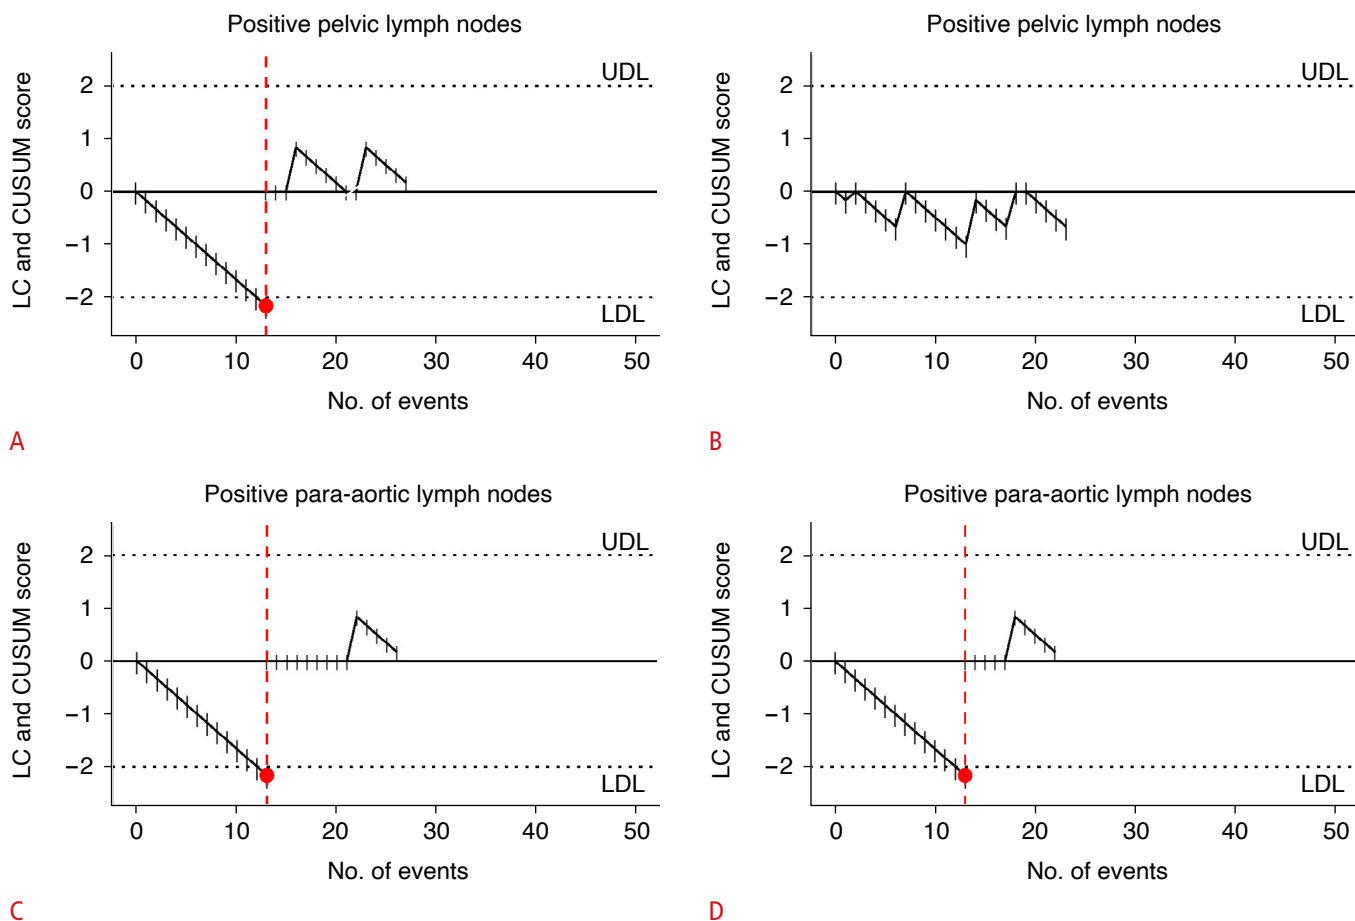 Positive pelvic lymph nodes
LC and CUSUM score
2
1
0
−1
−2
UDL
LDL
0 10 20 30 40 50
No. of events
A
Positive pelvic lymph nodes
LC and CUSUM score
2
1
0
−1
−2
UDL
LDL
0 10 20 30 40 50
No. of events
B
Positive para-aortic lymph nodes
LC and CUSUM score
2
1
0
−1
−2
UDL
LDL
0 10 20 30 40 50
No. of events
C
Positive para-aortic lymph nodes
LC and CUSUM score
2
1
0
−1
−2
UDL
LDL
0 10 20 30 40 50
No. of events
D